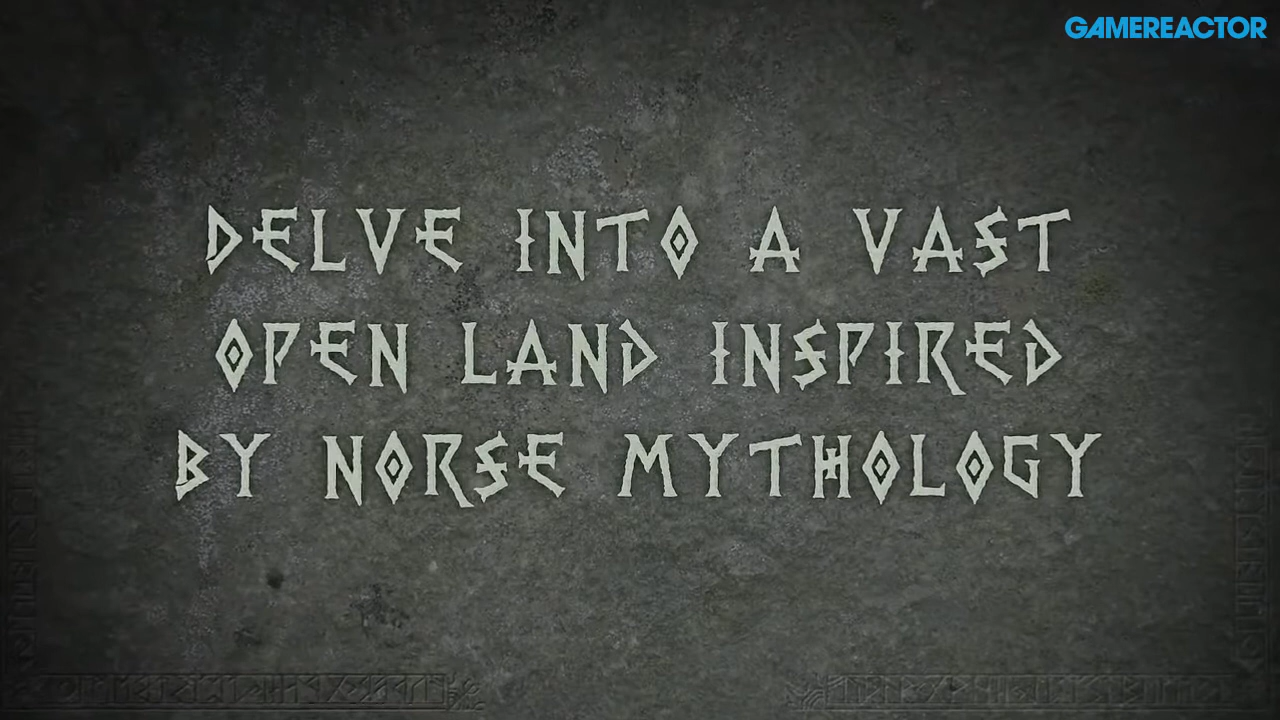 GAMEREACTOR
DELVE INTO A VAST
OPEN LAND INSPIRED
BY NORSE MYTHOLOGY